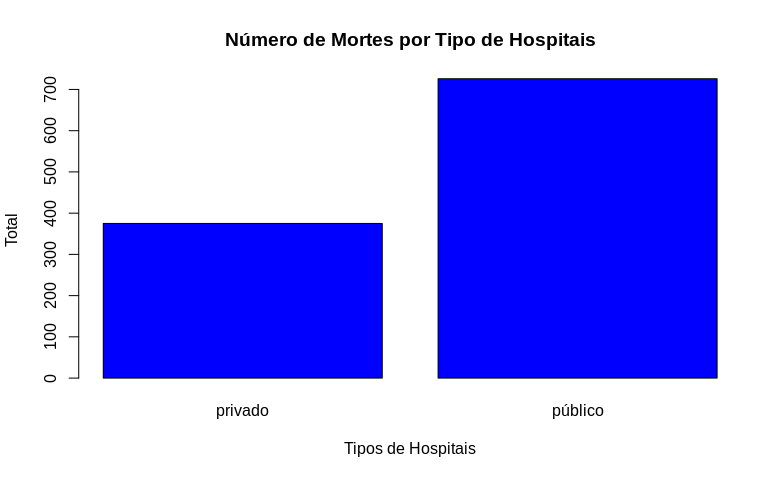 Número de Mortes por Tipo de Hospitais
700
600
500
400
300
200
100
0
Total
privado
público
Tipos de Hospitais